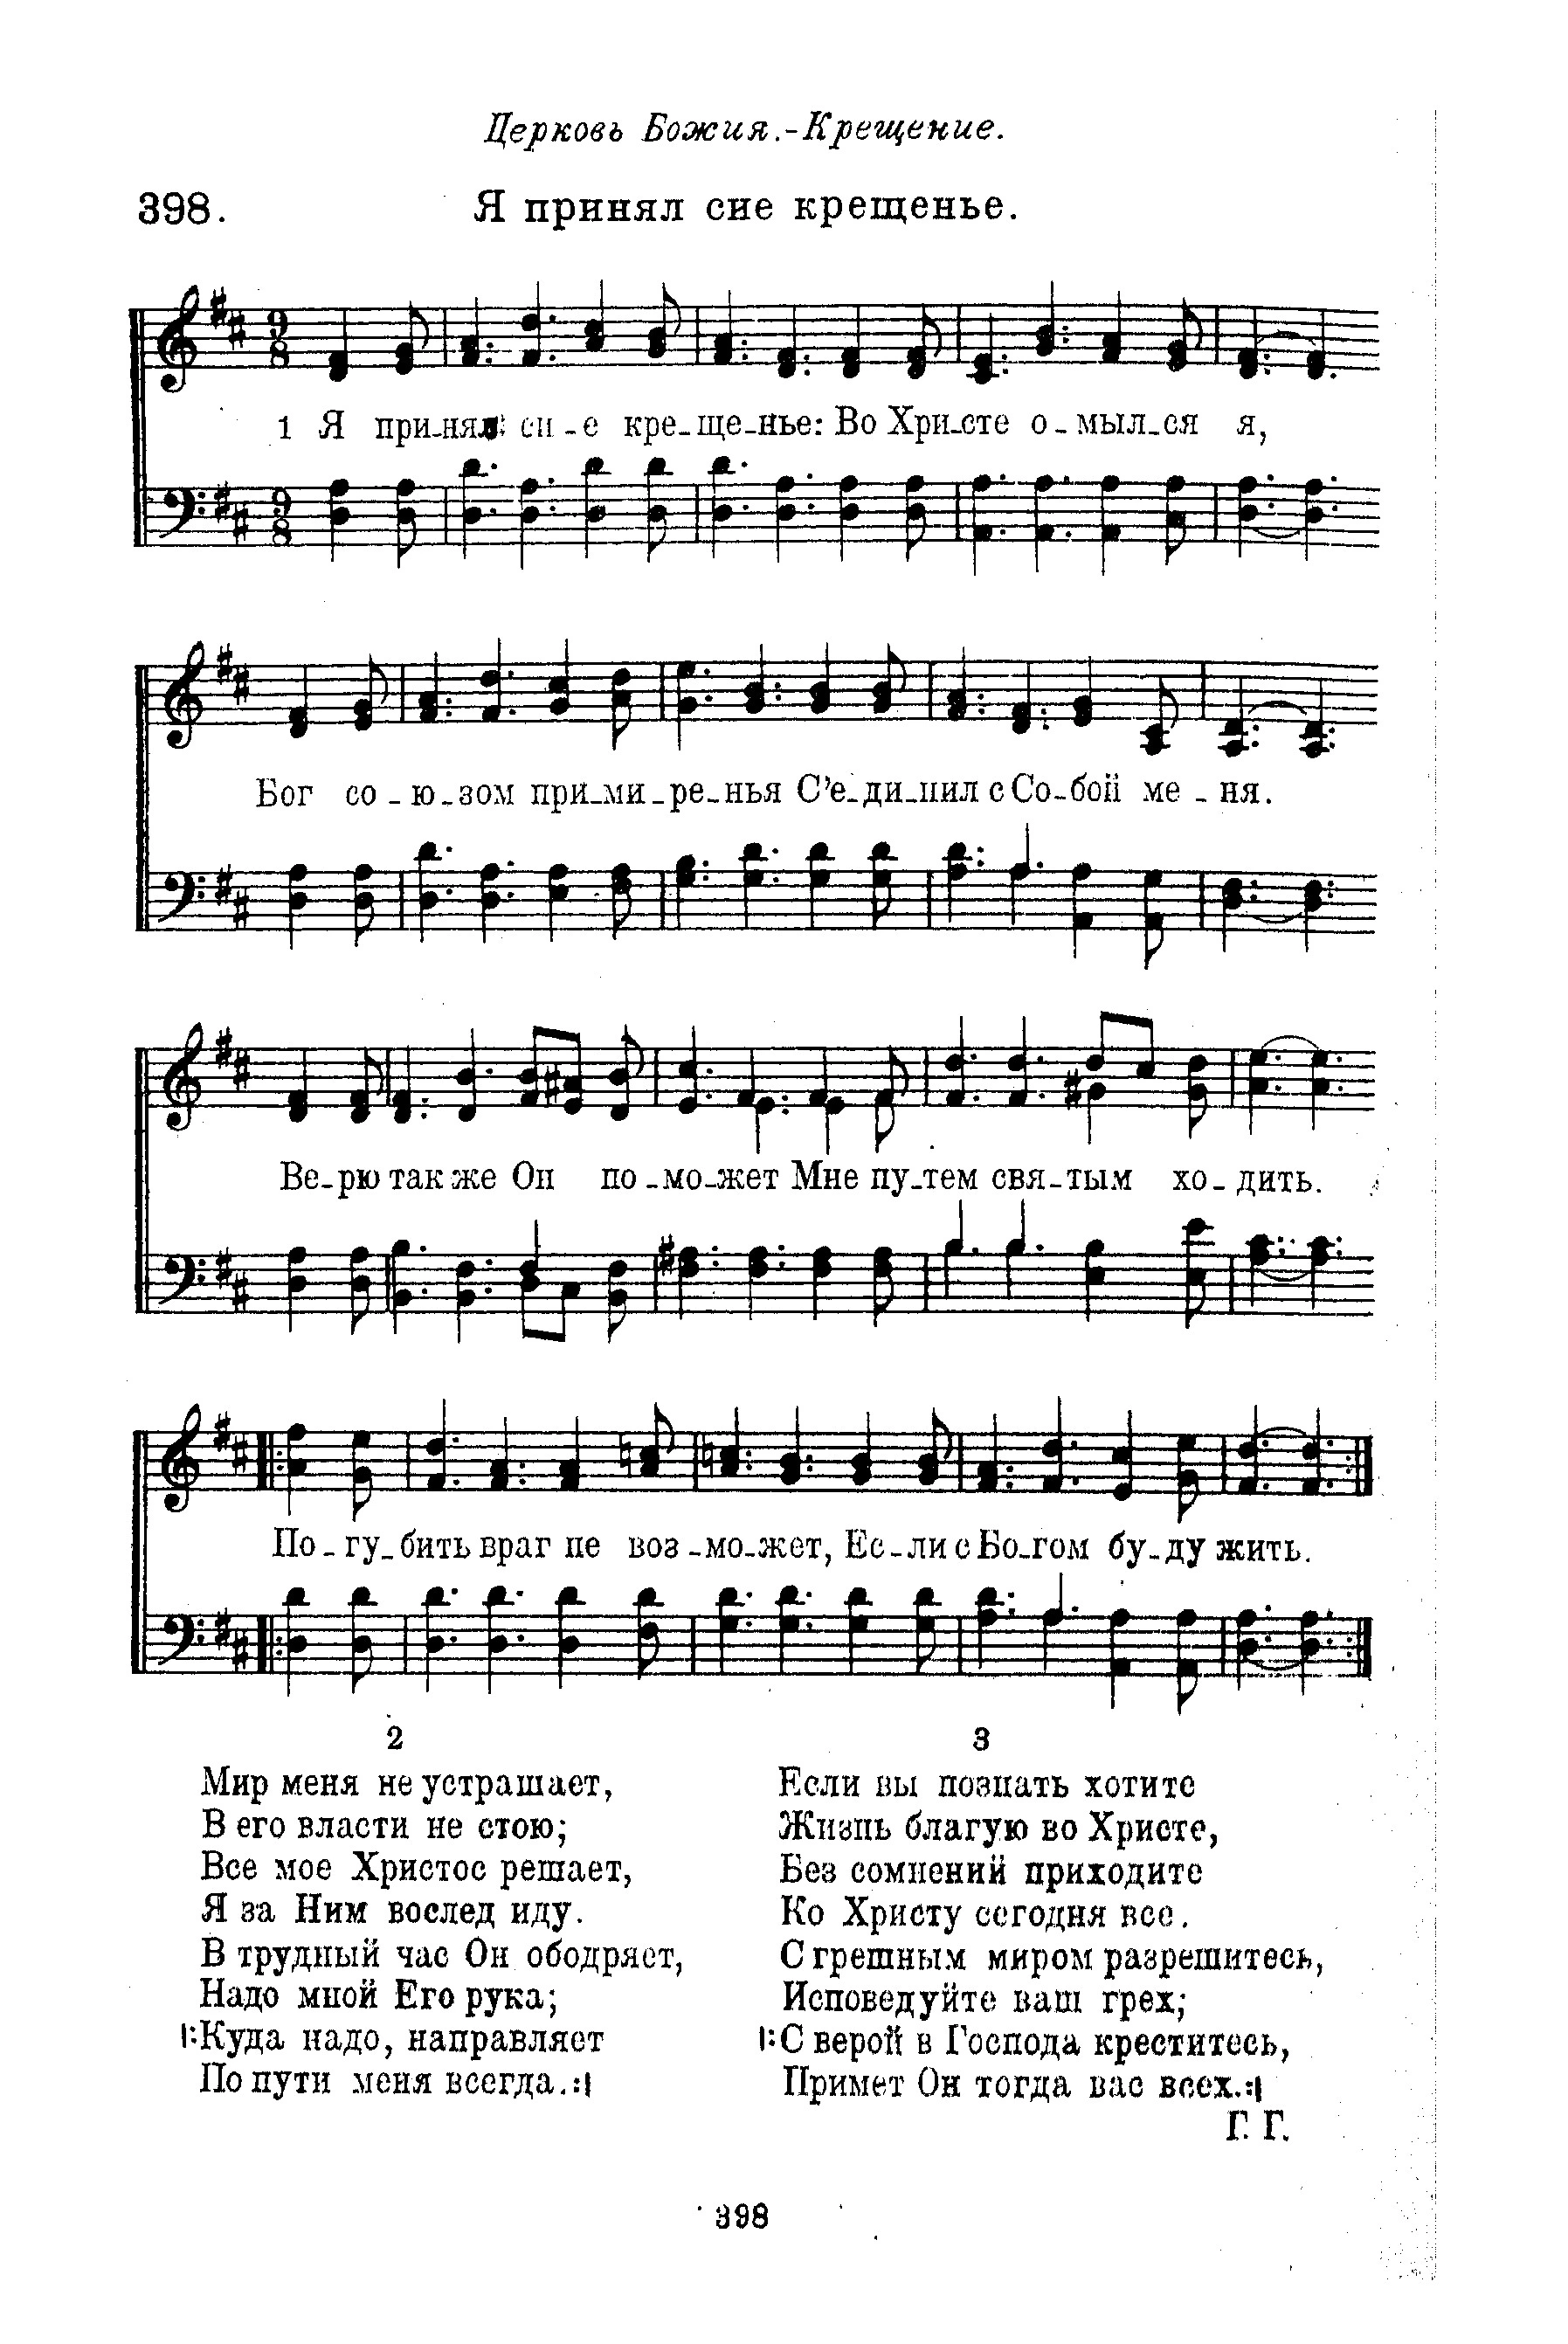 Церковь Божия.-Крещение.
398.
Я принял сие крещенье.
1 Я при-нял си-е кре-ще-нье: Во Хри-сте о-мыл-ся я,
Бог со-ю-зом при-ми-ре-нья С'е-ди-нил с Со-бой ме-ня.
Ве-рю так же Он по-мо-жет Мне пу-тем свя-тым хо-дить.
По-гу-бить враг не воз-мо-жет, Ес-ли с Бо-гом бу-ду жить.
2
Мир меня не устрашает,
В его власти не стою;
Все мое Христос решает,
Я за Ним вослед иду.
В трудный час Он ободряет,
Надо мной Его рука;
|:Куда надо, направляет
По пути меня всегда.:|
3
Если вы познать хотите
Жизнь благую во Христе,
Без сомнений приходите
Ко Христу сегодня все.
С грешным миром разрешитесь,
Исповедуйте ваш грех;
|:С верой в Господа креститесь,
Примет Он тогда вас всех.:|
Г. Г.
398